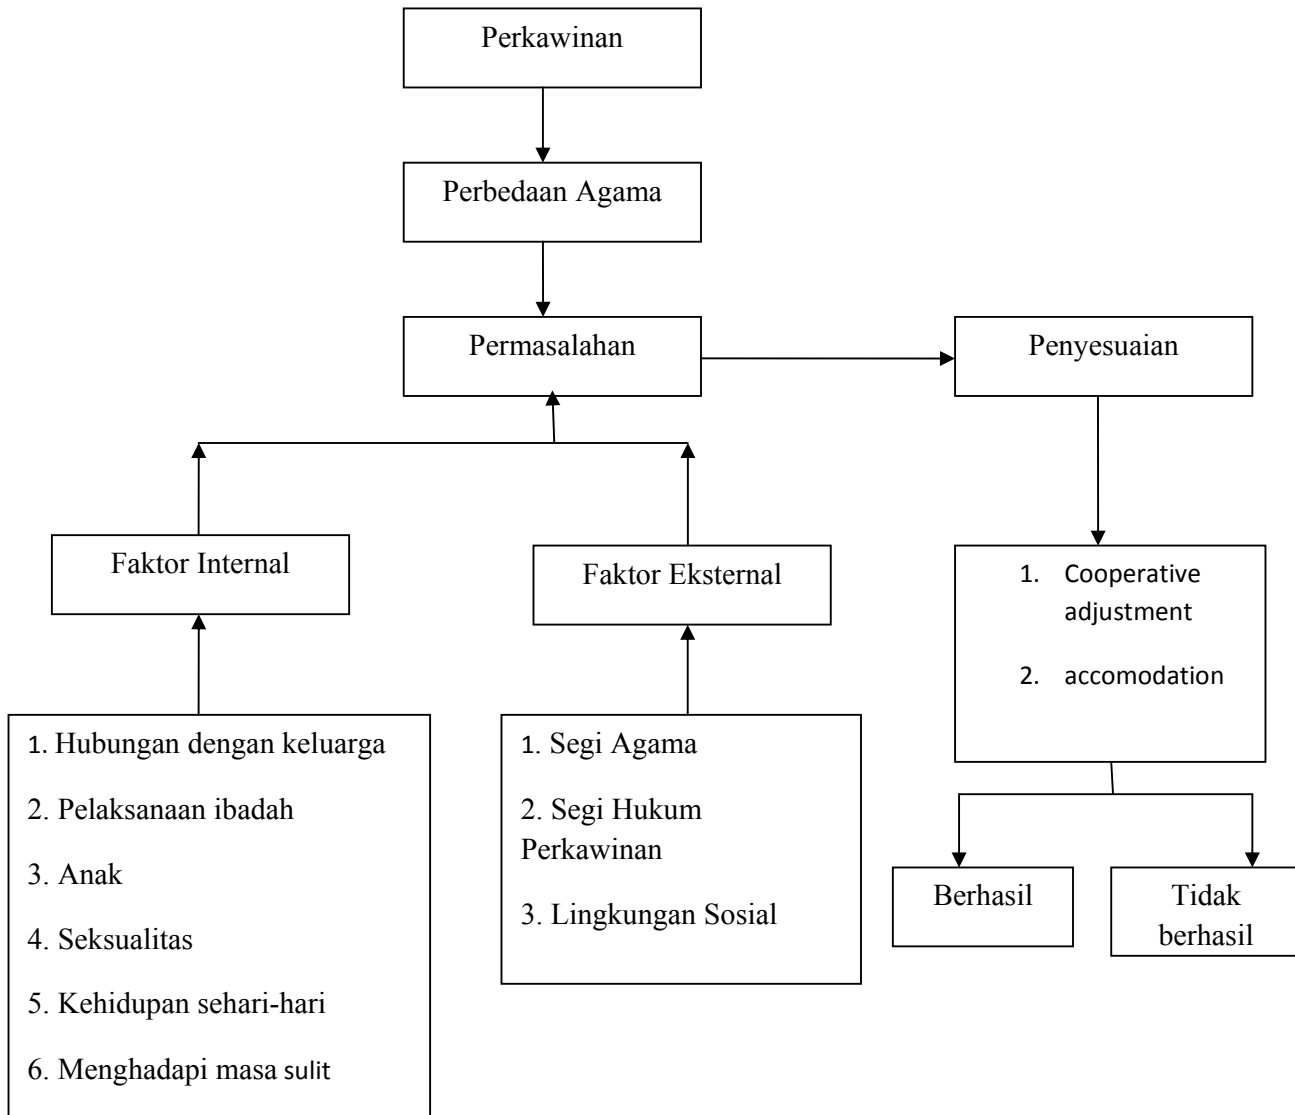 Perkawinan
Perbedaan Agama
Permasalahan
Penyesuaian
Faktor Internal
Faktor Eksternal
1. Cooperative
adjustment
2. accomodation
1. Hubungan dengan keluarga
2. Pelaksanaan ibadah
3. Anak
4. Seksualitas
5. Kehidupan sehari-hari
6. Menghadapi masa sulit
1. Segi Agama
2. Segi Hukum
Perkawinan
3. Lingkungan Sosial
Berhasil
Tidak
berhasil